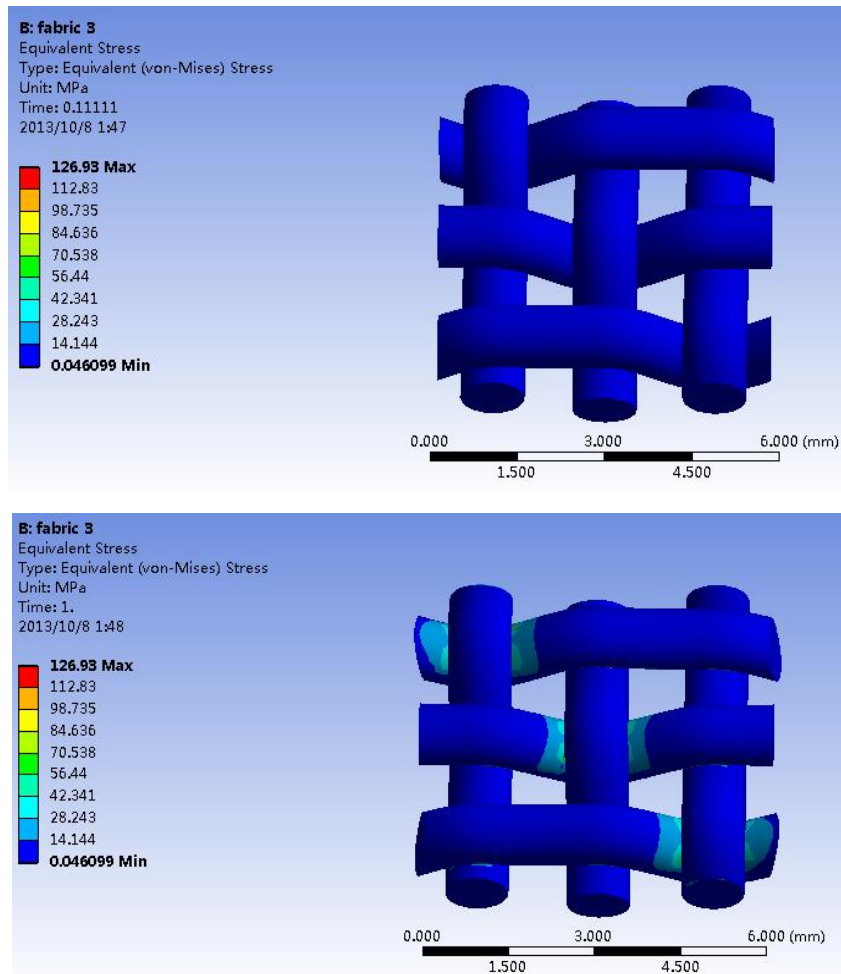 B: fabric 3
Equivalent Stress
Type: Equivalent (von-Mises) Stress
Unit: MPa
Time: 0.11111
2013/10/8 1:47
126.93 Max
112.83
98.735
84.636
70.538
56.44
42.341
28.243
14.144
0.046099 Min
0.000 3.000 6.000 (mm)
1.500 4.500
B: fabric 3
Equivalent Stress
Type: Equivalent (von-Mises) Stress
Unit: MPa
Time: 1.
2013/10/8 1:48
126.93 Max
112.83
98.735
84.636
70.538
56.44
42.341
28.243
14.144
0.046099 Min
0.000 3.000 6.000 (mm)
1.500 4.500